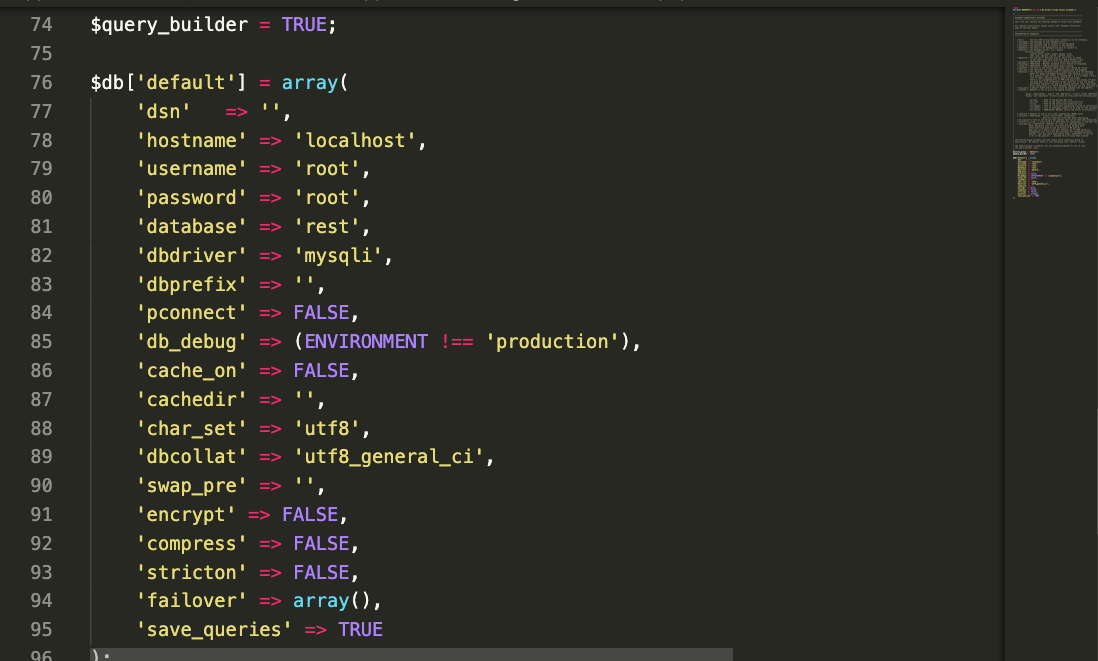 74 $query_builder = TRUE;
75
76 $db['default'] = array(
77 'dsn'   => '',
78 'hostname' => 'localhost',
79 'username' => 'root',
80 'password' => 'root',
81 'database' => 'rest',
82 'dbdriver' => 'mysqli',
83 'dbprefix' => '',
84 'pconnect' => FALSE,
85 'db_debug' => (ENVIRONMENT !== 'production'),
86 'cache_on' => FALSE,
87 'cachedir' => '',
88 'char_set' => 'utf8',
89 'dbcollat' => 'utf8_general_ci',
90 'swap_pre' => '',
91 'encrypt' => FALSE,
92 'compress' => FALSE,
93 'stricton' => FALSE,
94 'failover' => array(),
95 'save_queries' => TRUE
96 );